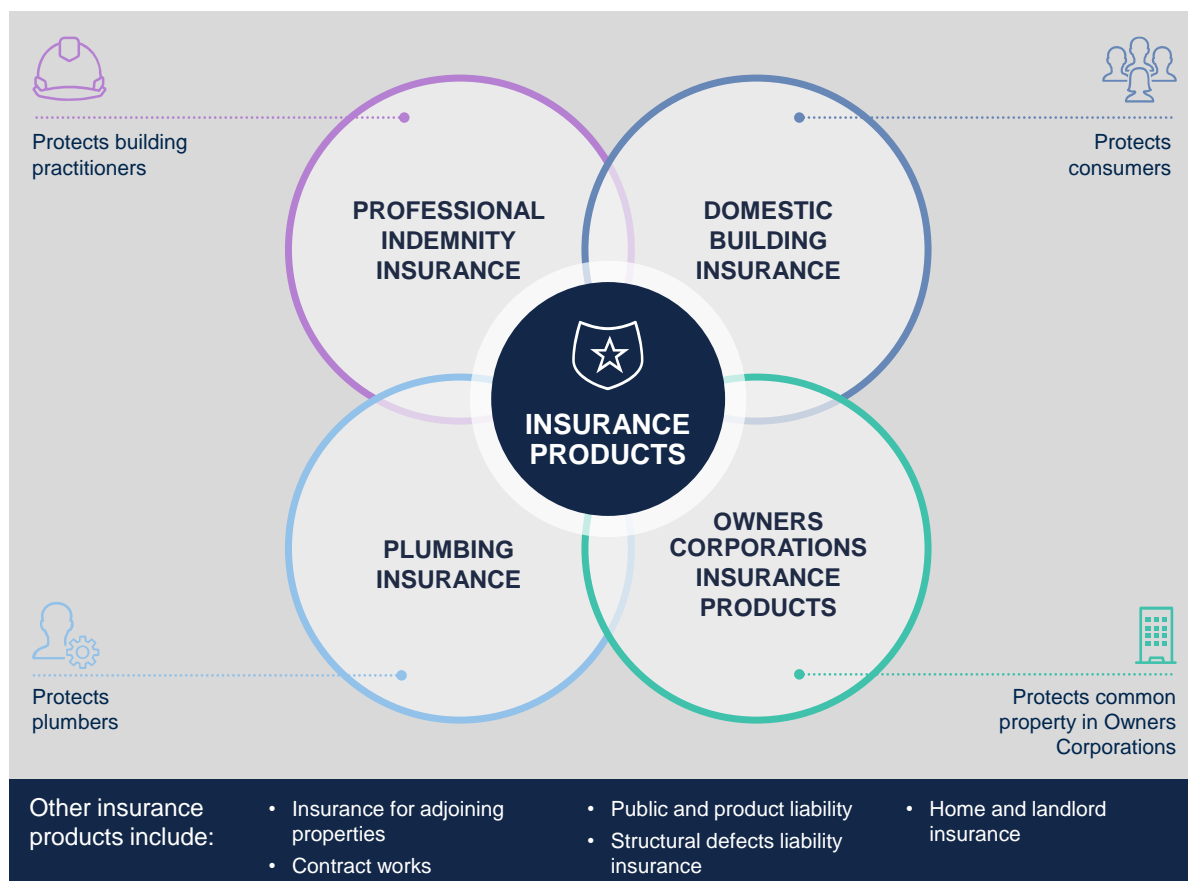 Protects building
practitioners
Protects
consumers
PROFESSIONAL
INDEMNITY
INSURANCE
DOMESTIC
BUILDING
INSURANCE
INSURANCE
PRODUCTS
PLUMBING
INSURANCE
OWNERS
CORPORATIONS
INSURANCE
PRODUCTS
Protects
plumbers
Protects common
property in Owners
Corporations
Other insurance
products include:
• Insurance for adjoining
properties
• Contract works
• Public and product liability
• Structural defects liability
insurance
• Home and landlord
insurance